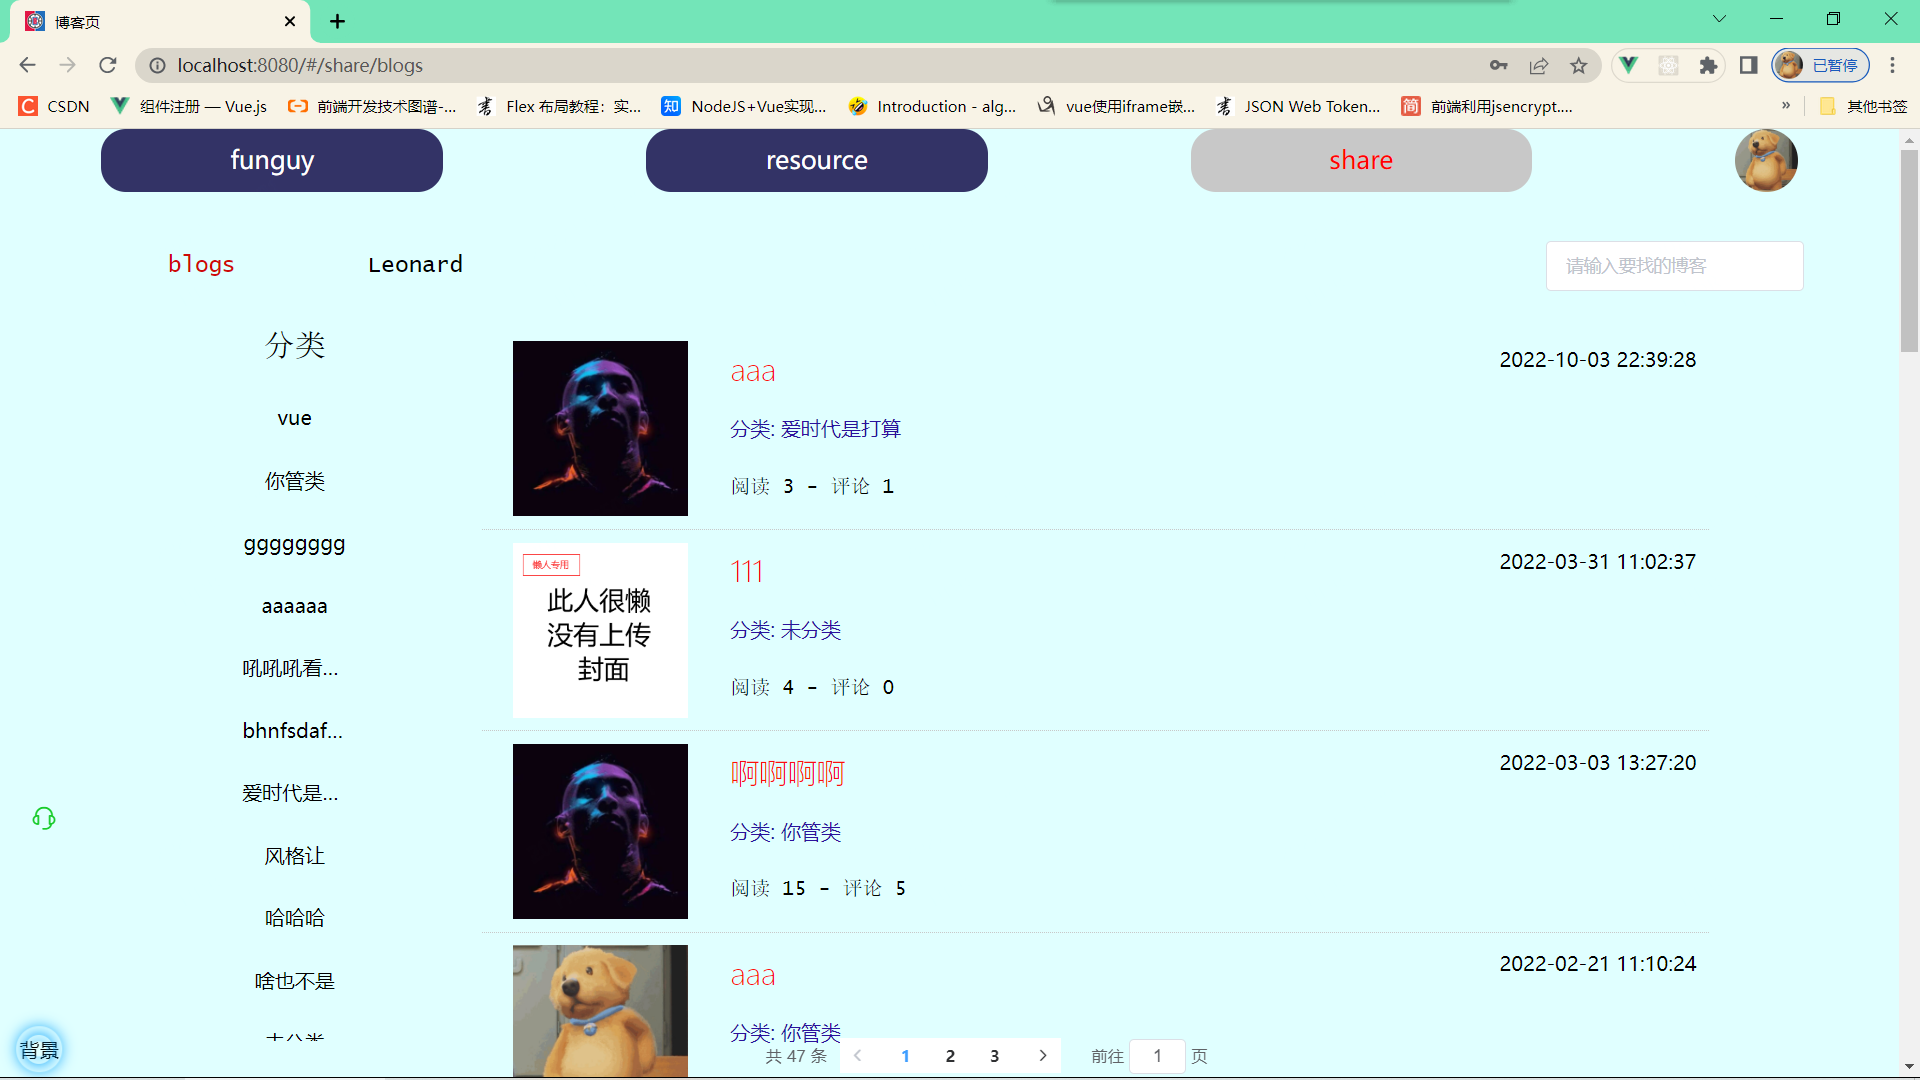 博客页
localhost:8080/#/share/blogs
已暂停
CSDN
组件注册 — Vue.js
前端开发技术图谱-...
Flex 布局教程：实...
NodeJS+Vue实现...
Introduction - alg...
vue使用iframe嵌...
JSON Web Token...
前端利用jsencrypt....
»
其他书签
funguy
resource
share
blogs
Leonard
请输入要找的博客
分类
vue
你管类
gggggggg
aaaaaa
吼吼吼看...
bhnfsdaf...
爱时代是...
风格让
哈哈哈
啥也不是
未分类
背景
aaa
2022-10-03 22:39:28
分类: 爱时代是打算
阅读 3 - 评论 1
懒人专用
此人很懒
没有上传
封面
111
2022-03-31 11:02:37
分类: 未分类
阅读 4 - 评论 0
啊啊啊啊
2022-03-03 13:27:20
分类: 你管类
阅读 15 - 评论 5
aaa
2022-02-21 11:10:24
分类: 你管类
共 47 条 1 2 3 前往 1 页